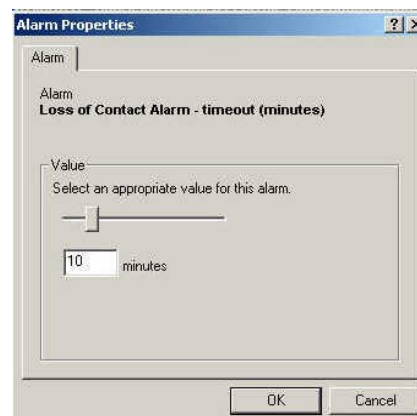 Alarm Properties
Alarm
Alarm
Loss of Contact Alarm - timeout (minutes)
Value
Select an appropriate value for this alarm.
10 minutes
OK Cancel